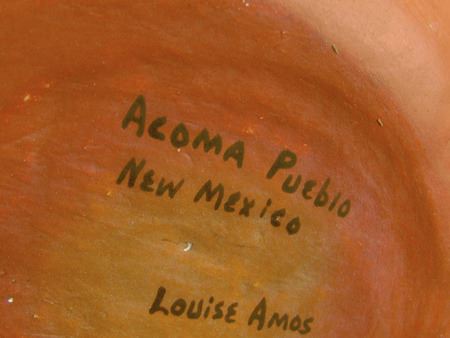 Acoma Pueblo
New Mexico
Louise Amos